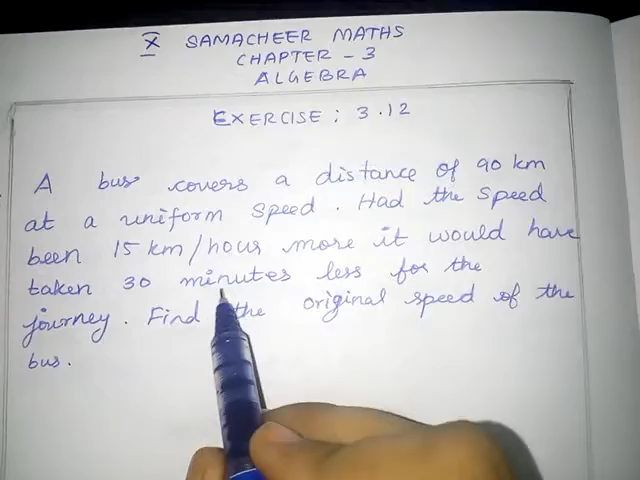 X SAMACHEER MATHS
CHAPTER - 3
ALGEBRA
EXERCISE : 3.12
A bus covers a distance of 90 km
at a uniform speed. Had the speed
been 15 km/hour more it would have
taken 30 minutes less for the
journey. Find the original speed of the
bus.